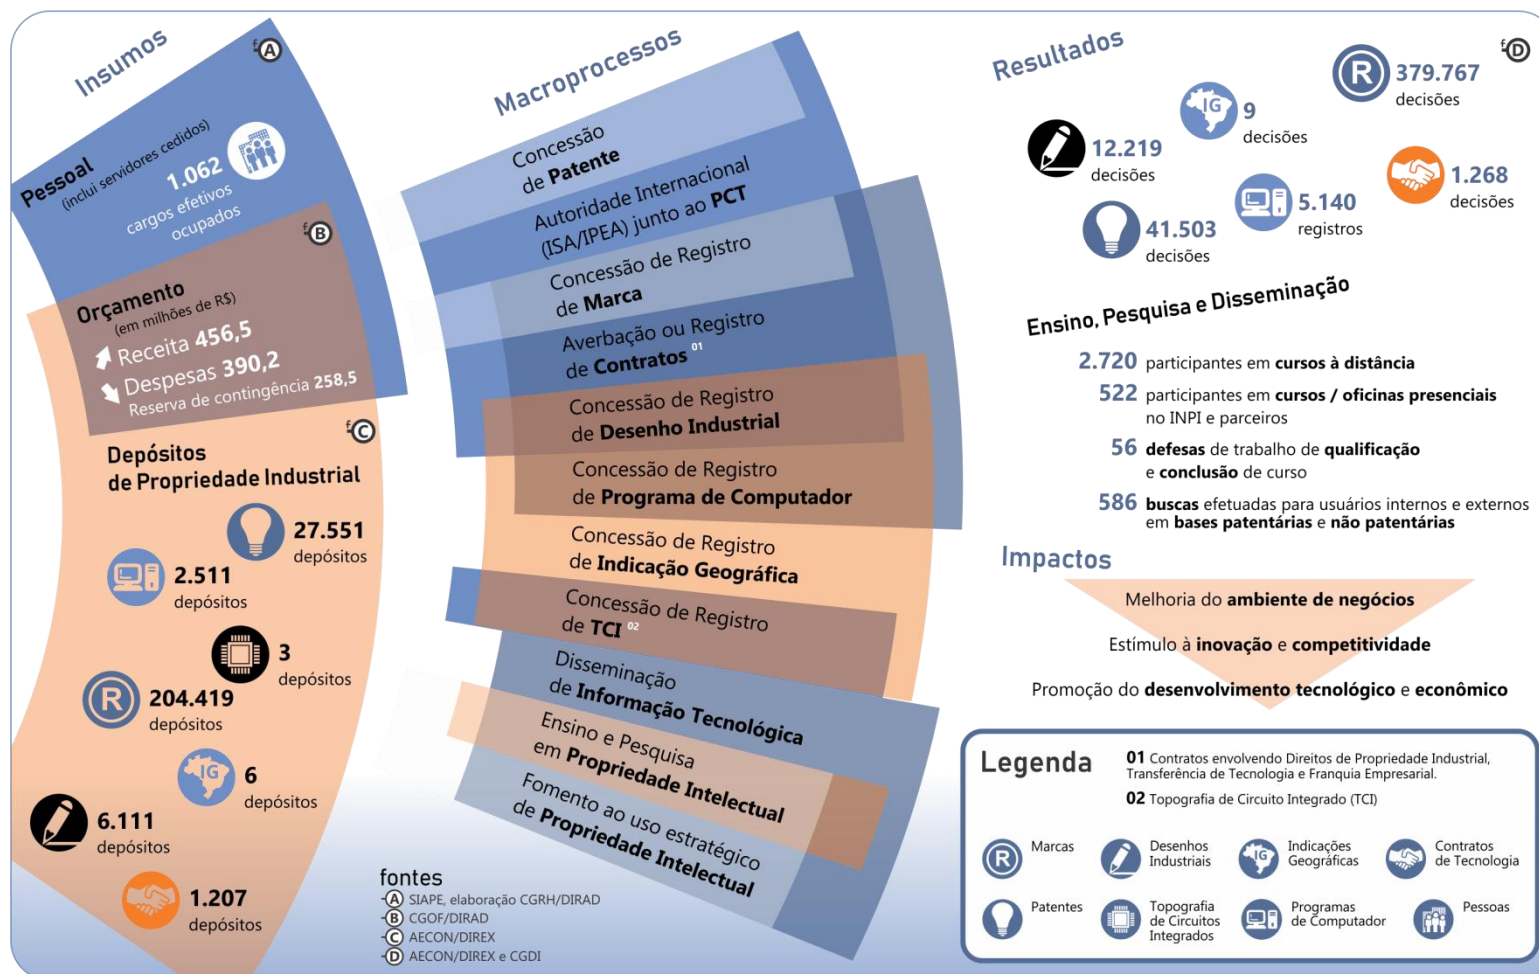 Insumos
A
Pessoal
(inclui servidores cedidos)
1.062
cargos efetivos
ocupados
B
Orçamento
(em milhões de R$)
Receita 456,5
Despesas 390,2
Reserva de contingência 258,5
C
Depósitos
de Propriedade Industrial
27.551
depósitos
2.511
depósitos
3
depósitos
R
204.419
depósitos
IG
6
depósitos
6.111
depósitos
1.207
depósitos
Macroprocessos
Concessão
de Patente
Autoridade Internacional
(ISA/IPEA) junto ao PCT
Concessão de Registro
de Marca
Averbação ou Registro
de Contratos 01
Concessão de Registro
de Desenho Industrial
Concessão de Registro
de Programa de Computador
Concessão de Registro
de Indicação Geográfica
Concessão de Registro
de TCI 02
Disseminação
de Informação Tecnológica
Ensino e Pesquisa
em Propriedade Intelectual
Fomento ao uso estratégico
de Propriedade Intelectual
fontes
A SIAPE, elaboração CGRH/DIRAD
B CGOF/DIRAD
C AECON/DIREX
D AECON/DIREX e CGDI
Resultados
D
R
379.767
decisões
IG
9
decisões
12.219
decisões
1.268
decisões
5.140
registros
41.503
decisões
Ensino, Pesquisa e Disseminação
2.720 participantes em cursos à distância
522 participantes em cursos / oficinas presenciais
no INPI e parceiros
56 defesas de trabalho de qualificação
e conclusão de curso
586 buscas efetuadas para usuários internos e externos
em bases patentárias e não patentárias
Impactos
Melhoria do ambiente de negócios
Estímulo à inovação e competitividade
Promoção do desenvolvimento tecnológico e econômico
Legenda
01 Contratos envolvendo Direitos de Propriedade Industrial,
Transferência de Tecnologia e Franquia Empresarial.
02 Topografia de Circuito Integrado (TCI)
R
Marcas
Desenhos
Industriais
IG
Indicações
Geográficas
Contratos
de Tecnologia
Patentes
Topografia
de Circuitos
Integrados
Programas
de Computador
Pessoas